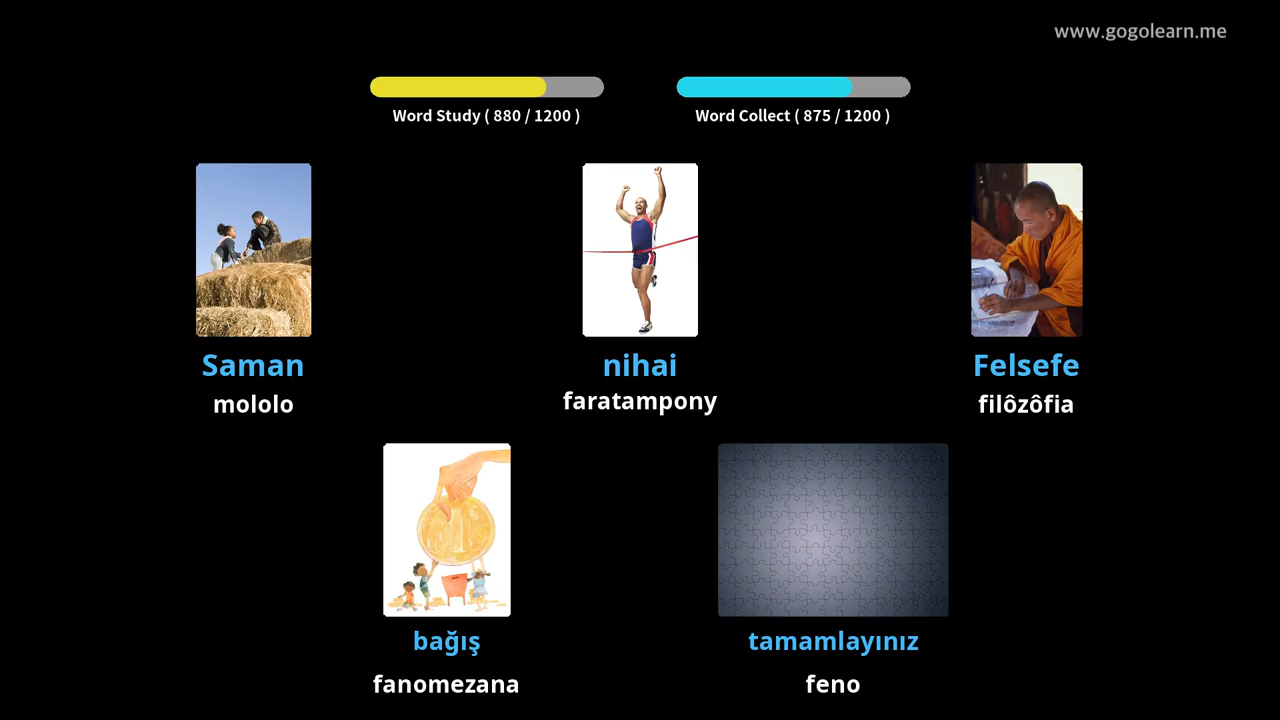 www.gogolearn.me
Word Study ( 880 / 1200 )
Word Collect ( 875 / 1200 )
Saman
mololo
nihai
faratampony
Felsefe
filôzôfia
bağış
fanomezana
tamamlayınız
feno